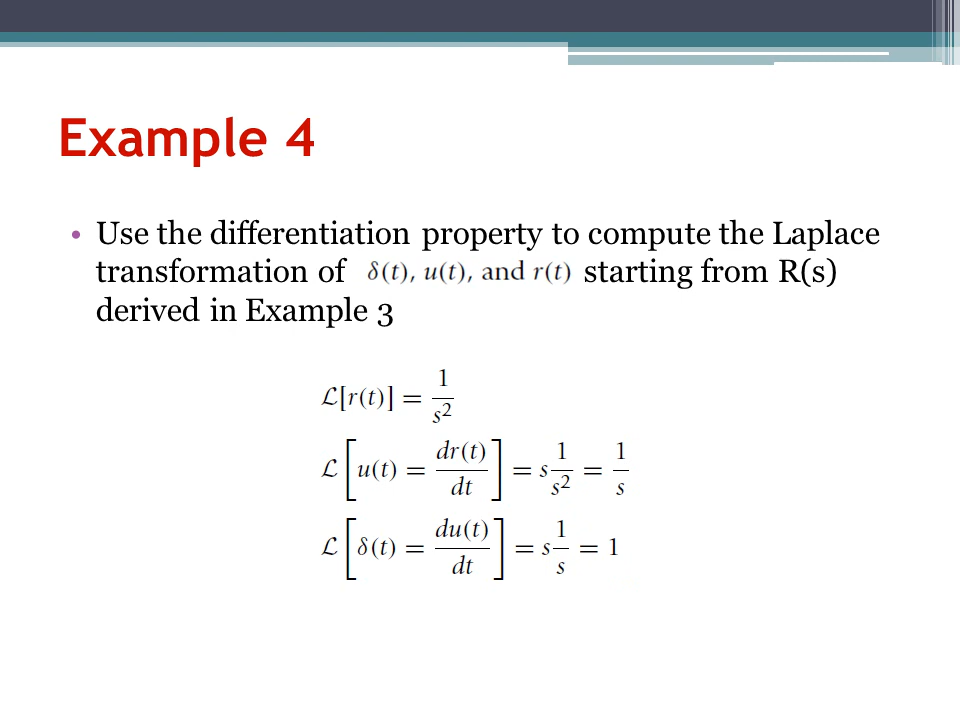 Example 4
• Use the differentiation property to compute the Laplace
transformation of δ(t), u(t), and r(t) starting from R(s)
derived in Example 3
ℒ[r(t)] = 1/s²
ℒ[u(t) = dr(t)/dt] = s 1/s² = 1/s
ℒ[δ(t) = du(t)/dt] = s 1/s = 1